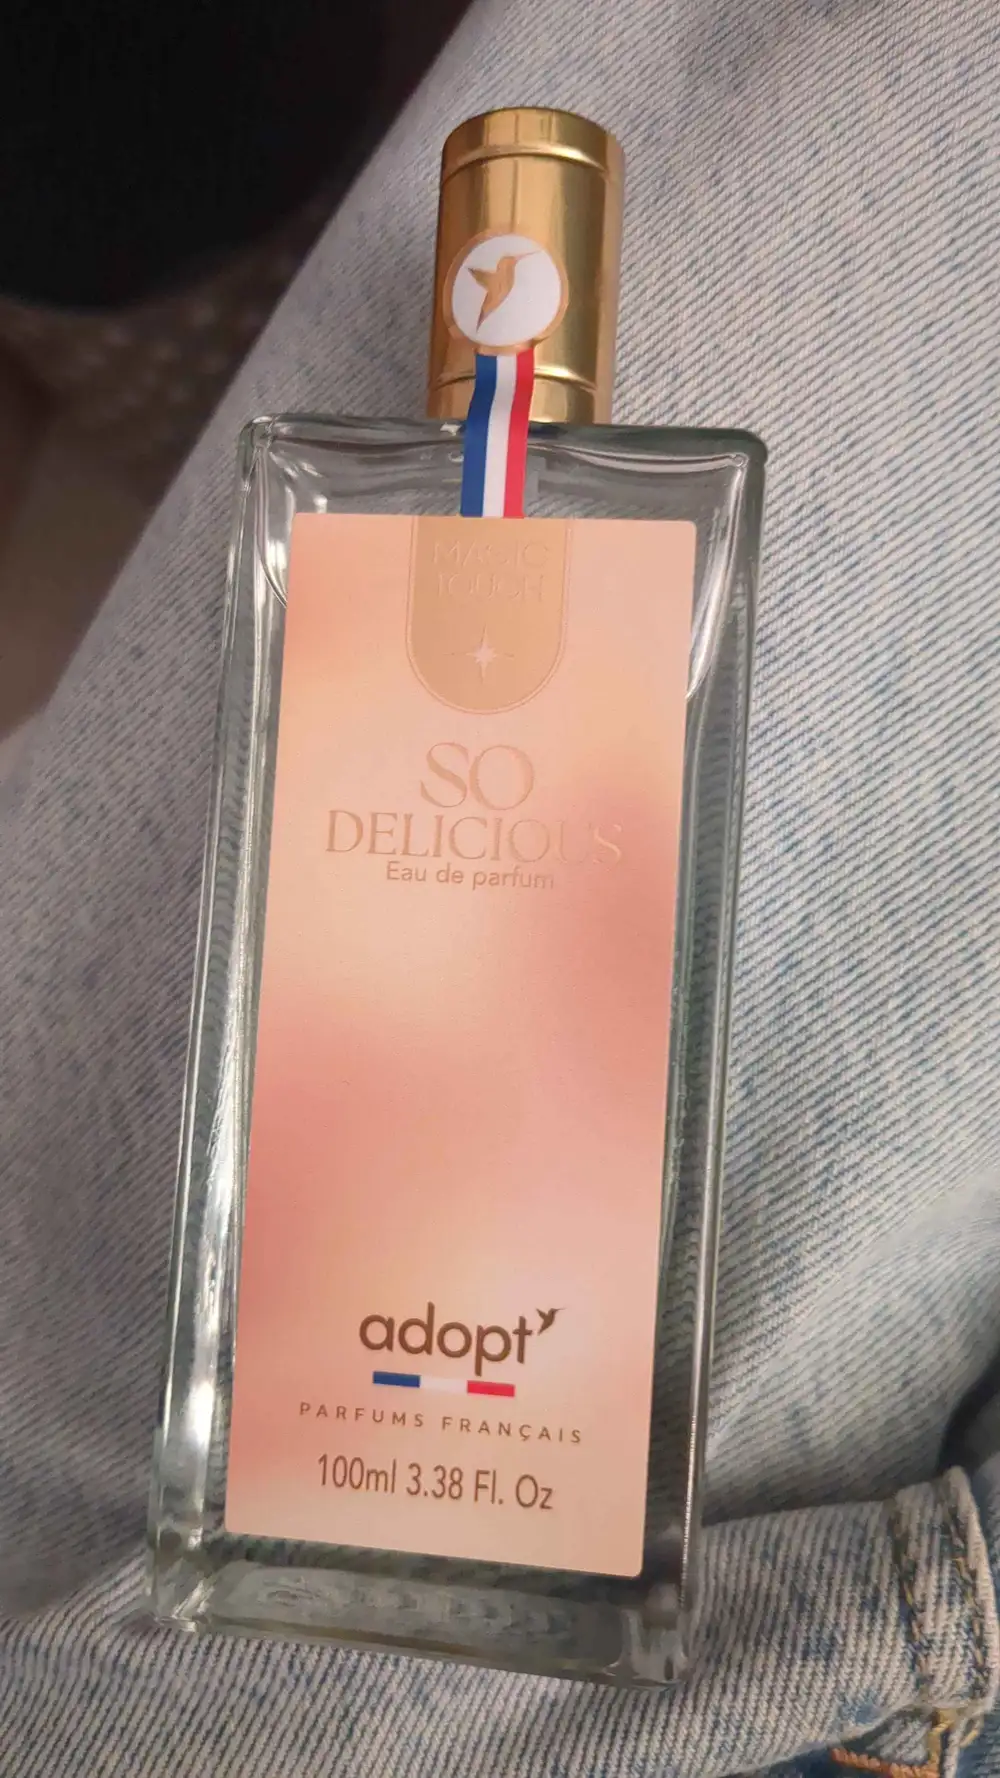 MAGIC
TOUCH
SO
DELICIOUS
Eau de parfum
adopt
PARFUMS FRANÇAIS
100ml 3.38 Fl. Oz